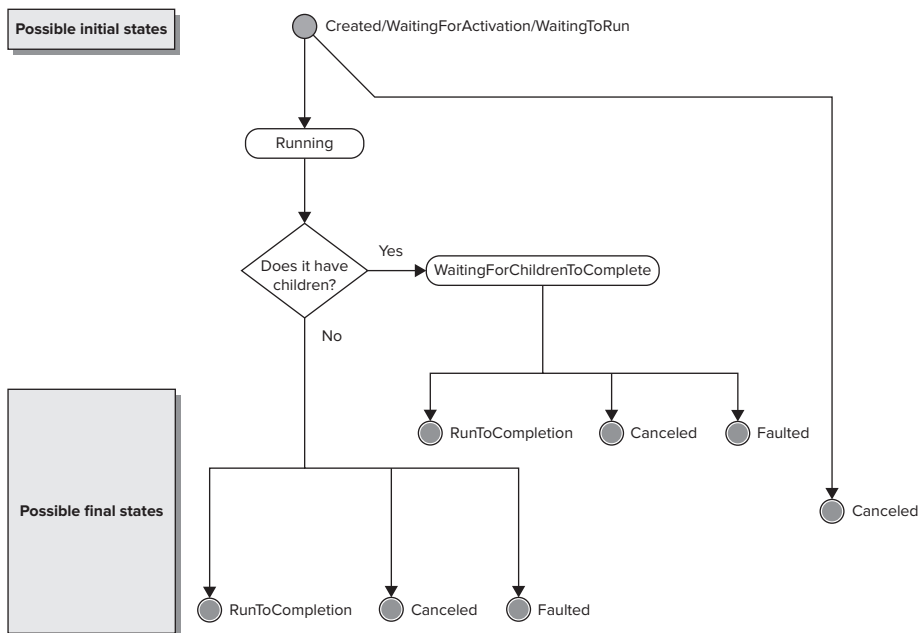 Possible initial states
Created/WaitingForActivation/WaitingToRun
Running
Does it have
children?
Yes
WaitingForChildrenToComplete
No
RunToCompletion
Canceled
Faulted
Possible final states
Canceled
RunToCompletion
Canceled
Faulted